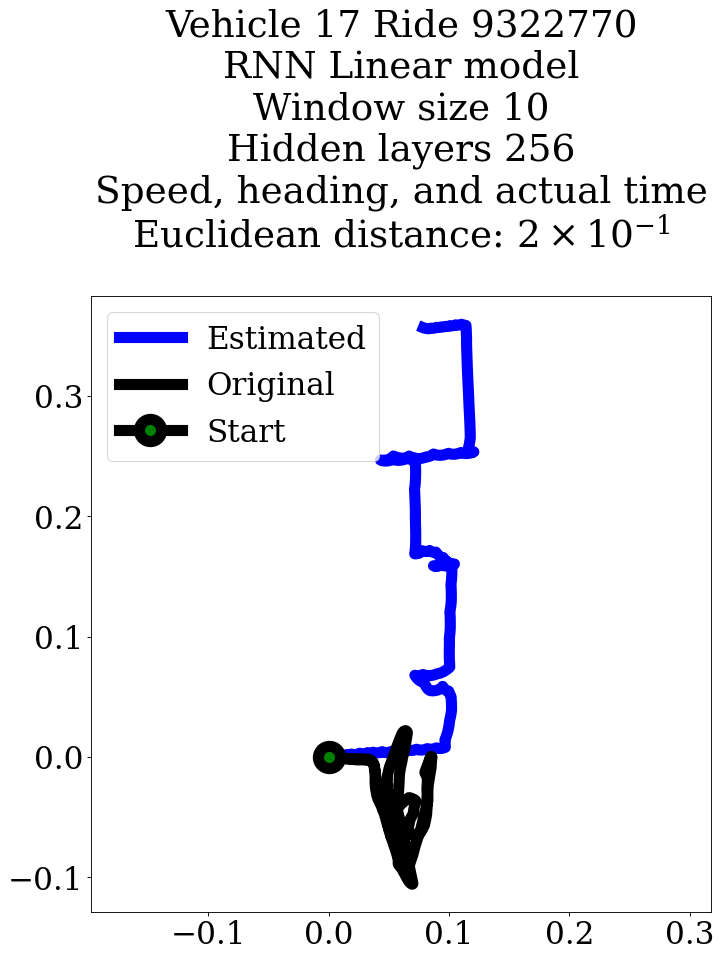 Vehicle 17 Ride 9322770
RNN Linear model
Window size 10
Hidden layers 256
Speed, heading, and actual time
Euclidean distance: 2 × 10⁻¹
Estimated
Original
Start
0.3
0.2
0.1
0.0
−0.1
−0.1 0.0 0.1 0.2 0.3